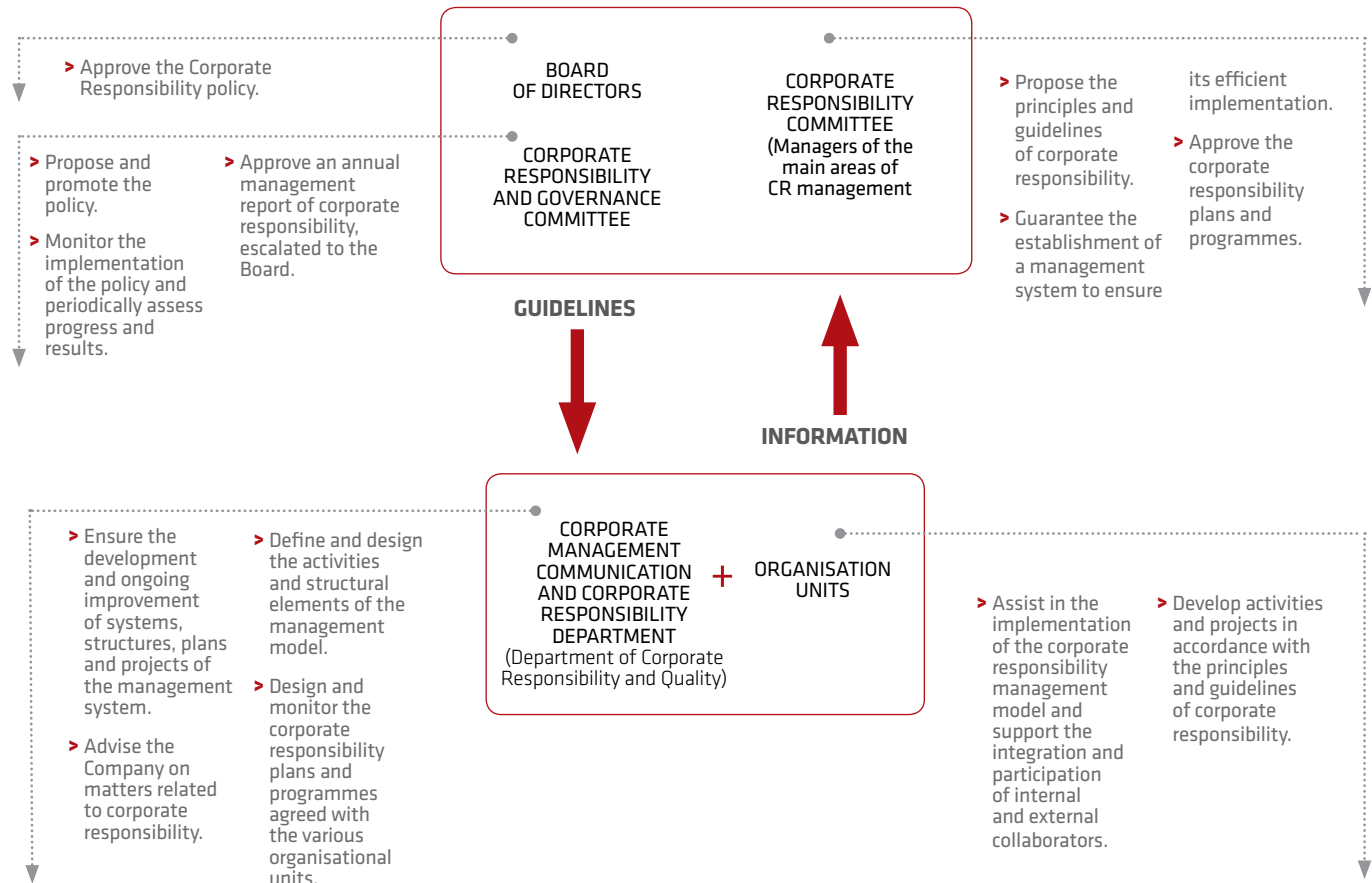 > Approve the Corporate
Responsibility policy.
BOARD
OF DIRECTORS
> Propose and
promote the
policy.
> Monitor the
implementation
of the policy and
periodically assess
progress and
results.
> Approve an annual
management
report of corporate
responsibility,
escalated to the
Board.
CORPORATE
RESPONSIBILITY
AND GOVERNANCE
COMMITTEE
CORPORATE
RESPONSIBILITY
COMMITTEE
(Managers of the
main areas of
CR management
> Propose the
principles and
guidelines
of corporate
responsibility.
> Guarantee the
establishment of
a management
system to ensure
its efficient
implementation.
> Approve the
corporate
responsibility
plans and
programmes.
GUIDELINES
INFORMATION
> Ensure the
development
and ongoing
improvement
of systems,
structures, plans
and projects of
the management
system.
> Advise the
Company on
matters related
to corporate
responsibility.
> Define and design
the activities
and structural
elements of the
management
model.
> Design and
monitor the
corporate
responsibility
plans and
programmes
agreed with
the various
organisational
units.
CORPORATE
MANAGEMENT
COMMUNICATION
AND CORPORATE
RESPONSIBILITY
DEPARTMENT
(Department of Corporate
Responsibility and Quality)
+
ORGANISATION
UNITS
> Assist in the
implementation
of the corporate
responsibility
management
model and
support the
integration and
participation
of internal
and external
collaborators.
> Develop activities
and projects in
accordance with
the principles
and guidelines
of corporate
responsibility.